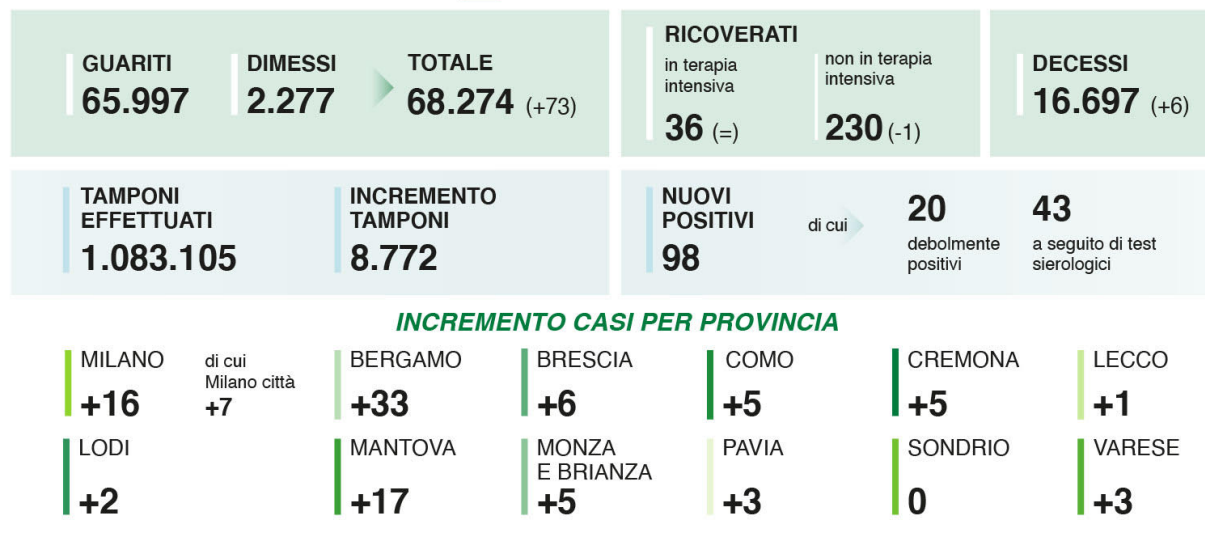 GUARITI
65.997
DIMESSI
2.277
TOTALE
68.274 (+73)
RICOVERATI
in terapia
intensiva
36 (=)
non in terapia
intensiva
230 (-1)
DECESSI
16.697 (+6)
TAMPONI
EFFETTUATI
1.083.105
INCREMENTO
TAMPONI
8.772
NUOVI
POSITIVI
98
di cui
20
debolmente
positivi
43
a seguito di test
sierologici
INCREMENTO CASI PER PROVINCIA
MILANO
+16
di cui
Milano città
+7
BERGAMO
+33
BRESCIA
+6
COMO
+5
CREMONA
+5
LECCO
+1
LODI
+2
MANTOVA
+17
MONZA
E BRIANZA
+5
PAVIA
+3
SONDRIO
0
VARESE
+3